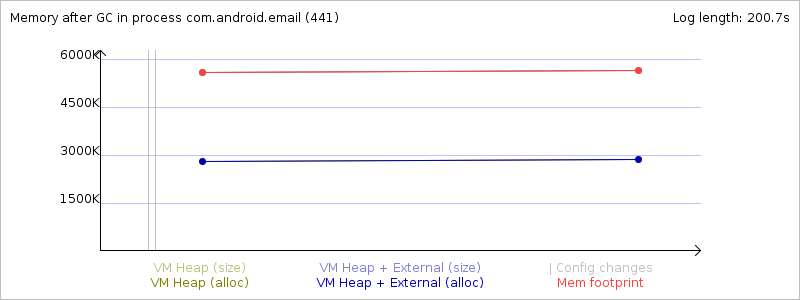 Memory after GC in process com.android.email (441) Log length: 200.7s
6000K
4500K
3000K
1500K
VM Heap (size) VM Heap + External (size) | Config changes
VM Heap (alloc) VM Heap + External (alloc) Mem footprint